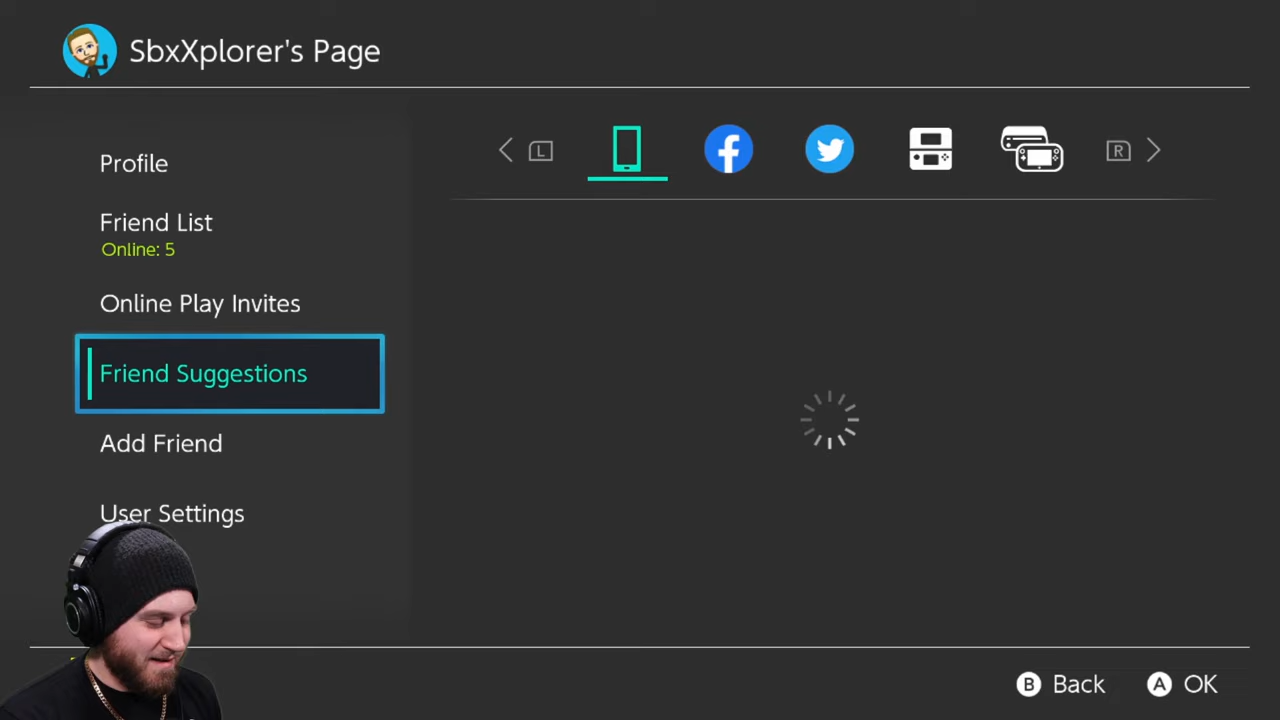 SbxXplorer's Page
Profile
Friend List
Online: 5
Online Play Invites
Friend Suggestions
Add Friend
User Settings
L
R
B Back
A OK